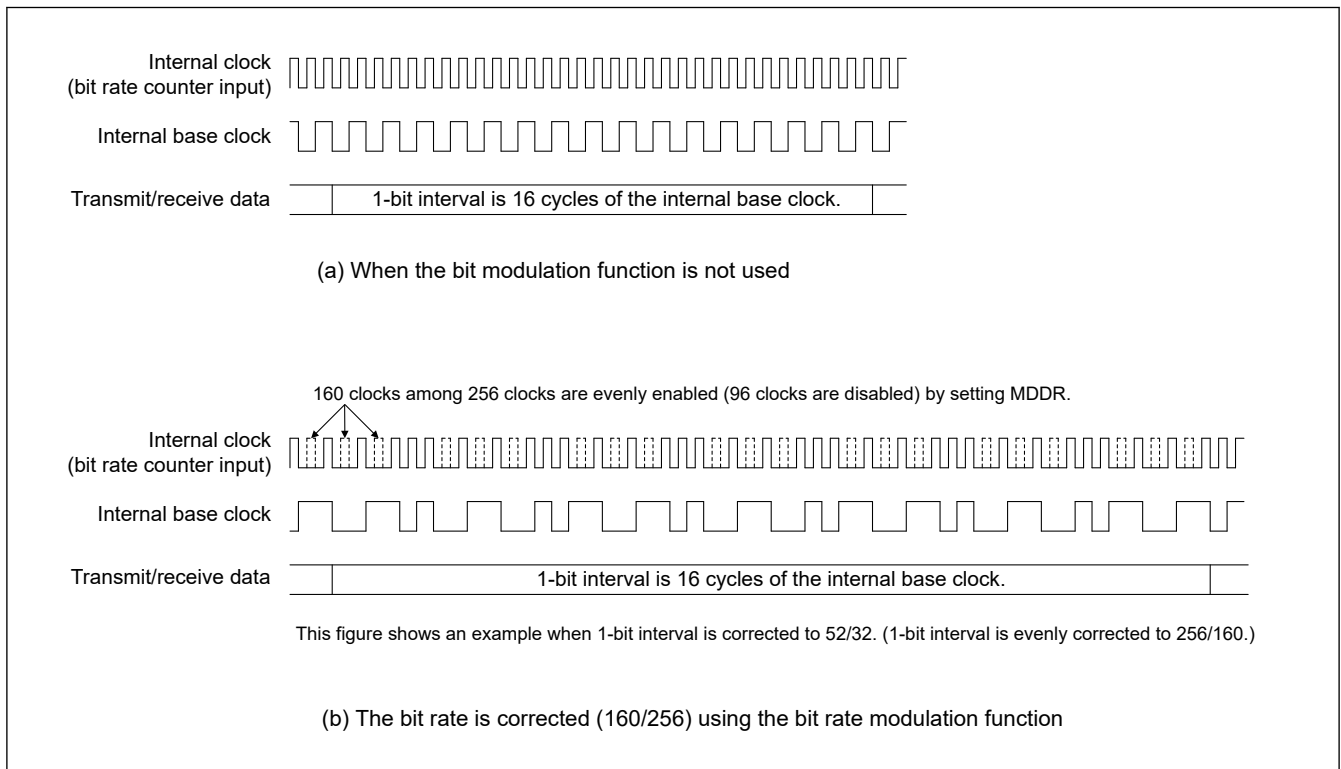 Internal clock
(bit rate counter input)
Internal base clock
Transmit/receive data
1-bit interval is 16 cycles of the internal base clock.
(a) When the bit modulation function is not used
160 clocks among 256 clocks are evenly enabled (96 clocks are disabled) by setting MDDR.
Internal clock
(bit rate counter input)
Internal base clock
Transmit/receive data
1-bit interval is 16 cycles of the internal base clock.
This figure shows an example when 1-bit interval is corrected to 52/32. (1-bit interval is evenly corrected to 256/160.)
(b) The bit rate is corrected (160/256) using the bit rate modulation function